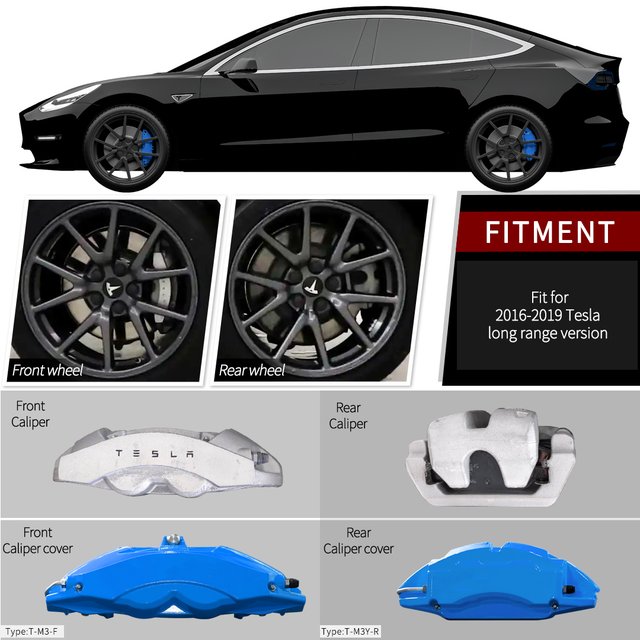 FITMENT
Fit for
2016-2019 Tesla
long range version
Front wheel
Rear wheel
Front
Caliper
TESLA
Rear
Caliper
Front
Caliper cover
Type:T-M3-F
Rear
Caliper cover
Type:T-M3Y-R